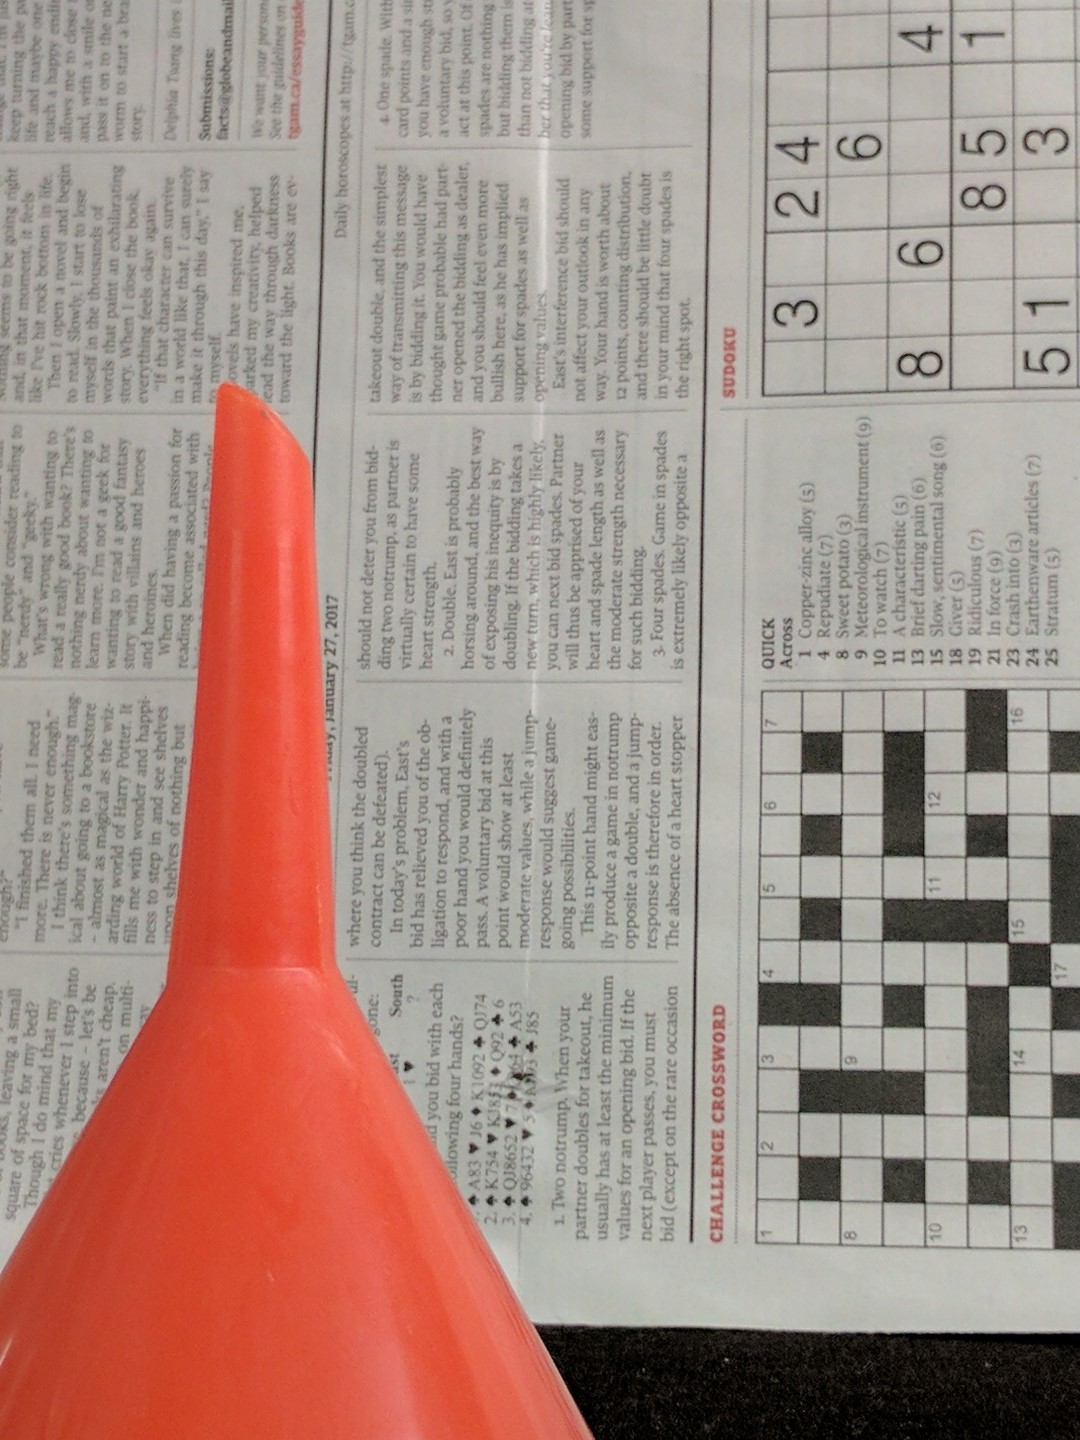 leaving a small
square of space for my bed?
Though I do mind that my
cries whenever I step into
because – let's be
aren't cheap.
on multi-
"I finished them all. I need
more. There is never enough."
I think there's something mag-
ical about going to a bookstore
– almost as magical as the wiz-
arding world of Harry Potter. It
fills me with wonder and happi-
ness to step in and see shelves
upon shelves of nothing but
some people consider reading to
be "nerdy" and "geeky."
What's wrong with wanting to
read a really good book? There's
nothing nerdy about wanting to
learn more. I'm not a geek for
wanting to read a good fantasy
story with villains and heroes
and heroines.
When did having a passion for
reading become associated with
seems to be going right
and, in that moment, it feels
like I've hit rock bottom in life.
Then I open a novel and begin
to read. Slowly, I start to lose
myself in the thousands of
words that paint an exhilarating
story. When I close the book,
everything feels okay again.
"If that character can survive
in a world like that, I can surely
make it through this day," I say
to myself.
have inspired me,
my creativity, helped
the way through darkness
toward the light. Books are ev-
keep turning the
life and maybe
reach a happy
allows me to close
and, with a smile
pass it on to the
worm to start a
story.
Delphia Tsang lives
Submissions:
facts@globeandmail
We want your
See the guidelines on
tgam.ca/essayguide
January 27, 2017
Daily horoscopes at http://tgam.c
gone:
South
?
you bid with each
following four hands?
♠ A83 ♥ J6 ♦ K1092 ♣ QJ74
2. ♠ K754 ♥ KJ83 ♦ Q92 ♣ 6
3. ♠ QJ8652 ♥ 7 ♣ A53
4. ♠ 96432 ♥ 5 ♣ J85
1. Two notrump. When your
partner doubles for takeout, he
usually has at least the minimum
values for an opening bid. If the
next player passes, you must
bid (except on the rare occasion
where you think the doubled
contract can be defeated).
In today's problem, East's
bid has relieved you of the ob-
ligation to respond, and with a
poor hand you would definitely
pass. A voluntary bid at this
point would show at least
moderate values, while a jump-
response would suggest game-
going possibilities.
This 11-point hand might eas-
ily produce a game in notrump
opposite a double, and a jump-
response is therefore in order.
The absence of a heart stopper
should not deter you from bid-
ding two notrump, as partner is
virtually certain to have some
heart strength.
2. Double. East is probably
horsing around, and the best way
of exposing his inequity is by
doubling. If the bidding takes a
new turn, which is highly likely,
you can next bid spades. Partner
will thus be apprised of your
heart and spade length as well as
the moderate strength necessary
for such bidding.
3. Four spades. Game in spades
is extremely likely opposite a
takeout double, and the simplest
way of transmitting this message
is by bidding it. You would have
thought game probable had part-
ner opened the bidding as dealer,
and you should feel even more
bullish here, as he has implied
support for spades as well as
opening values.
East's interference bid should
not affect your outlook in any
way. Your hand is worth about
12 points, counting distribution,
and there should be little doubt
in your mind that four spades is
the right spot.
4. One spade. With
card points and a
you have enough
a voluntary bid, so
act at this point. Of
spades are nothing
but bidding them is
than not bidding at
ber that you're
opening bid by part
some support for
CHALLENGE CROSSWORD
1 2 3 4 5 6 7
8 9
10 11 12
13 14 15 16
17
QUICK
Across
1 Copper-zinc alloy (5)
4 Repudiate (7)
8 Sweet potato (3)
9 Meteorological instrument (9)
10 To watch (7)
11 A characteristic (5)
13 Brief darting pain (6)
15 Slow, sentimental song (6)
18 Giver (5)
19 Ridiculous (7)
21 In force (9)
23 Crash into (3)
24 Earthenware articles (7)
25 Stratum (5)
SUDOKU
3 2 4
6
8 6 4
8 5 1
5 1 3